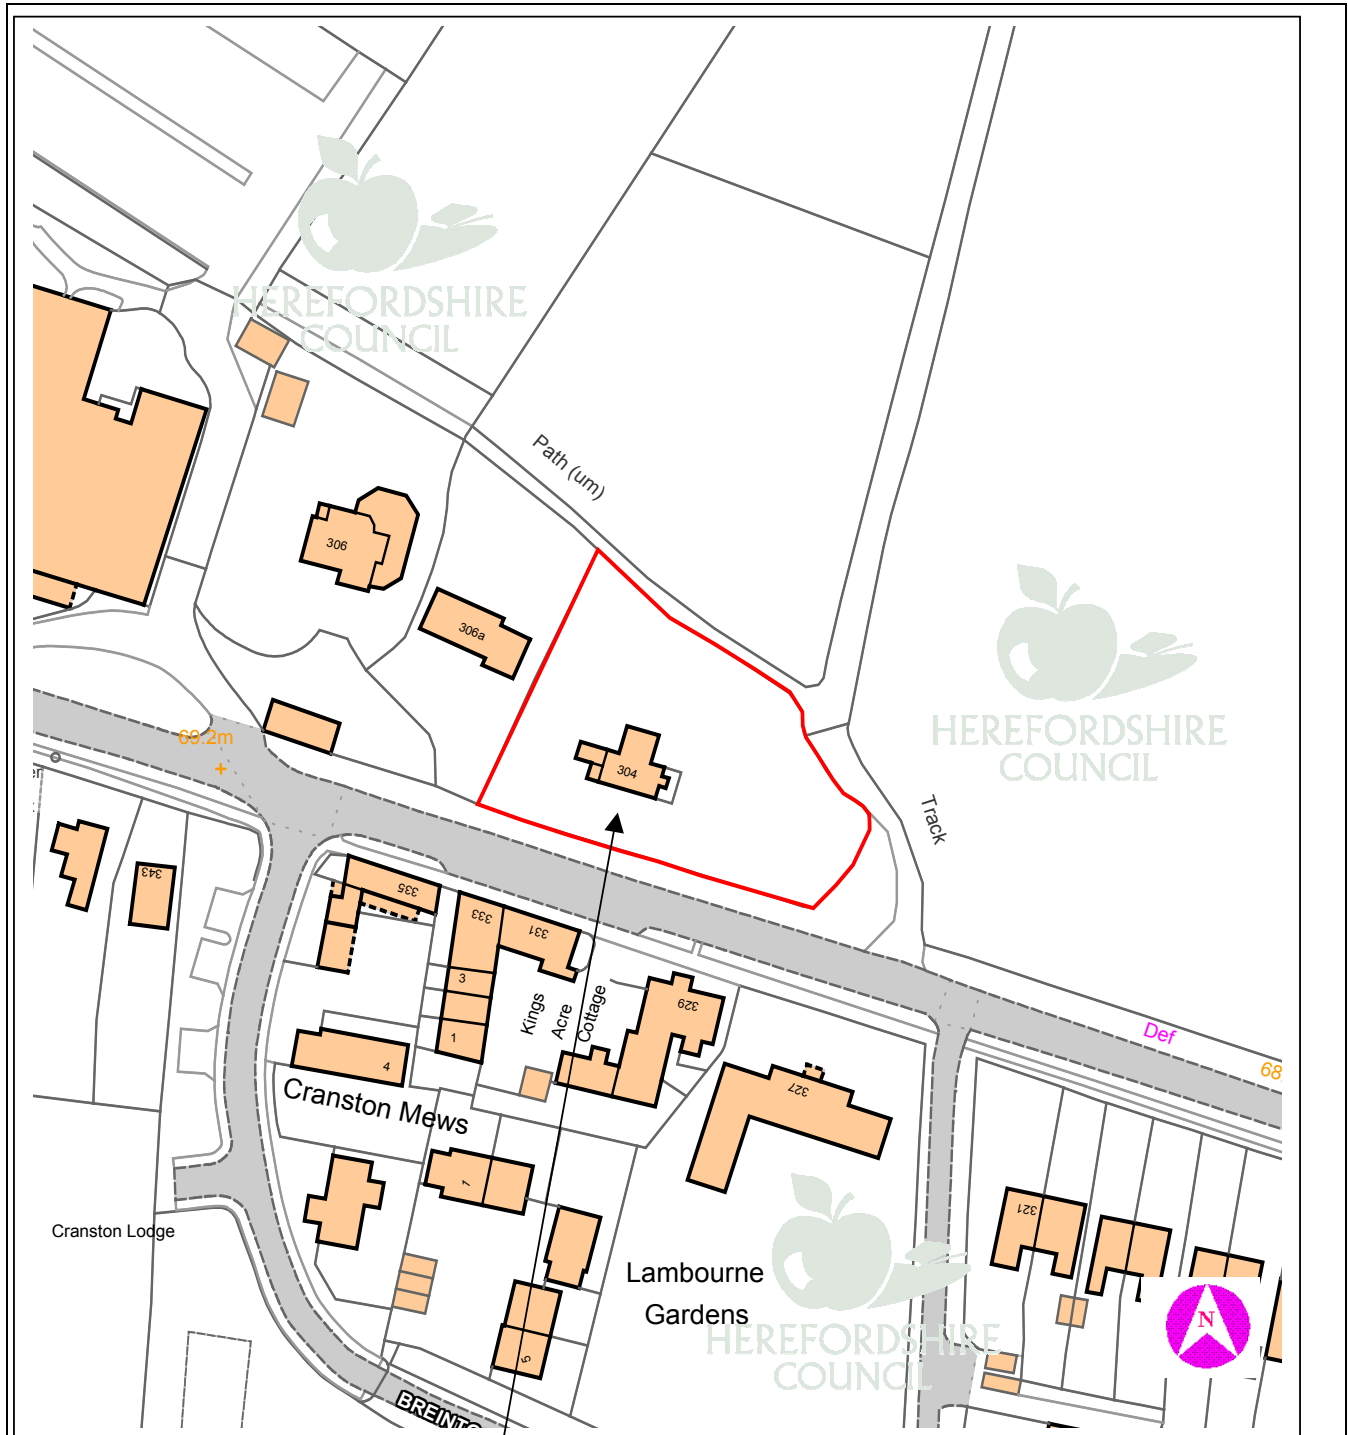 HEREFORDSHIRE
COUNCIL
Path (um)
306
306a
HEREFORDSHIRE
COUNCIL
69.2m
304
Track
343
335
333
331
3
1
Kings
Acre
Cottage
329
Def
68
4
327
Cranston Mews
1
321
Cranston Lodge
Lambourne
Gardens
N
HEREFORDSHIRE
COUNCIL
5